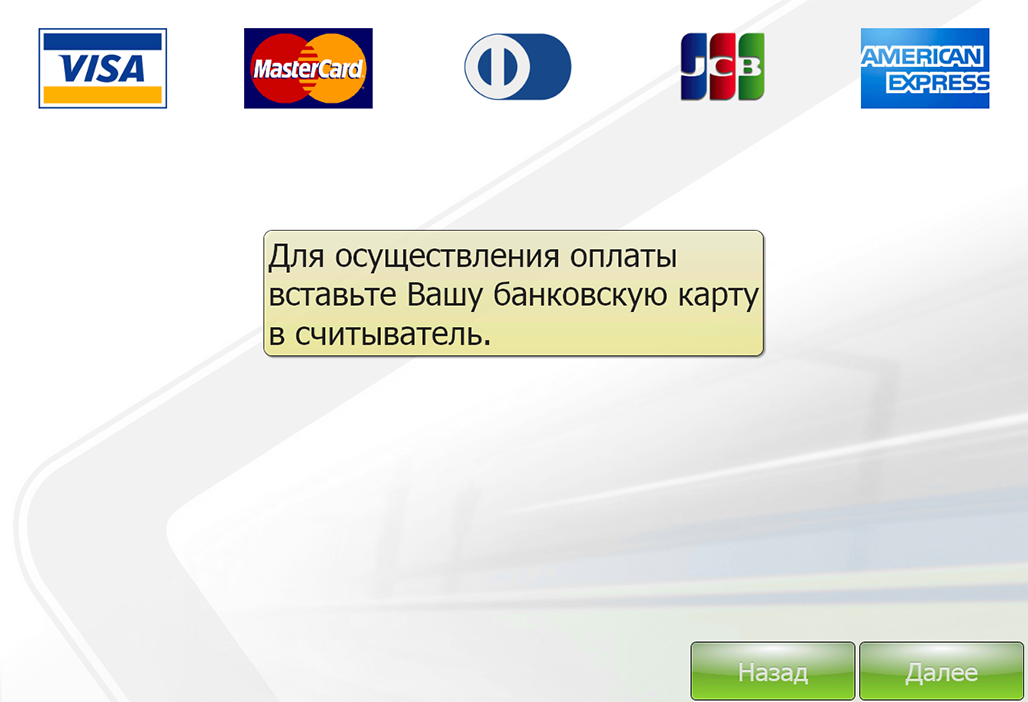 VISA
MasterCard
JCB
AMERICAN
EXPRESS
Для осуществления оплаты
вставьте Вашу банковскую карту
в считыватель.
Назад
Далее